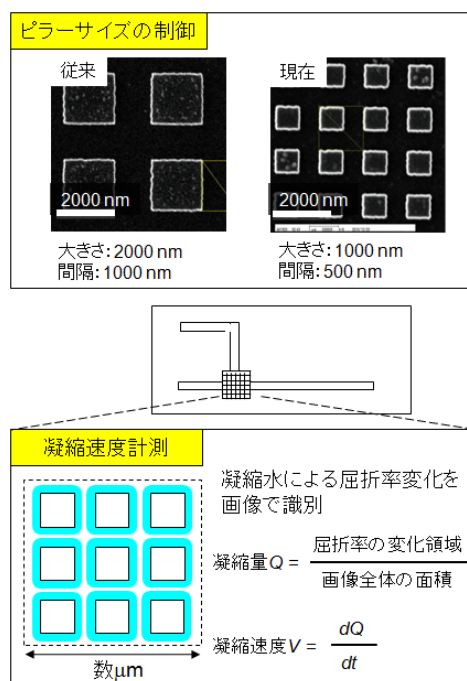 ピラーサイズの制御
従来
現在
2000 nm
2000 nm
大きさ:2000 nm
間隔:1000 nm
大きさ:1000 nm
間隔:500 nm
凝縮速度計測
凝縮水による屈折率変化を
画像で識別
凝縮量Q = 屈折率の変化領域
画像全体の面積
凝縮速度V = dQ
dt
数μm